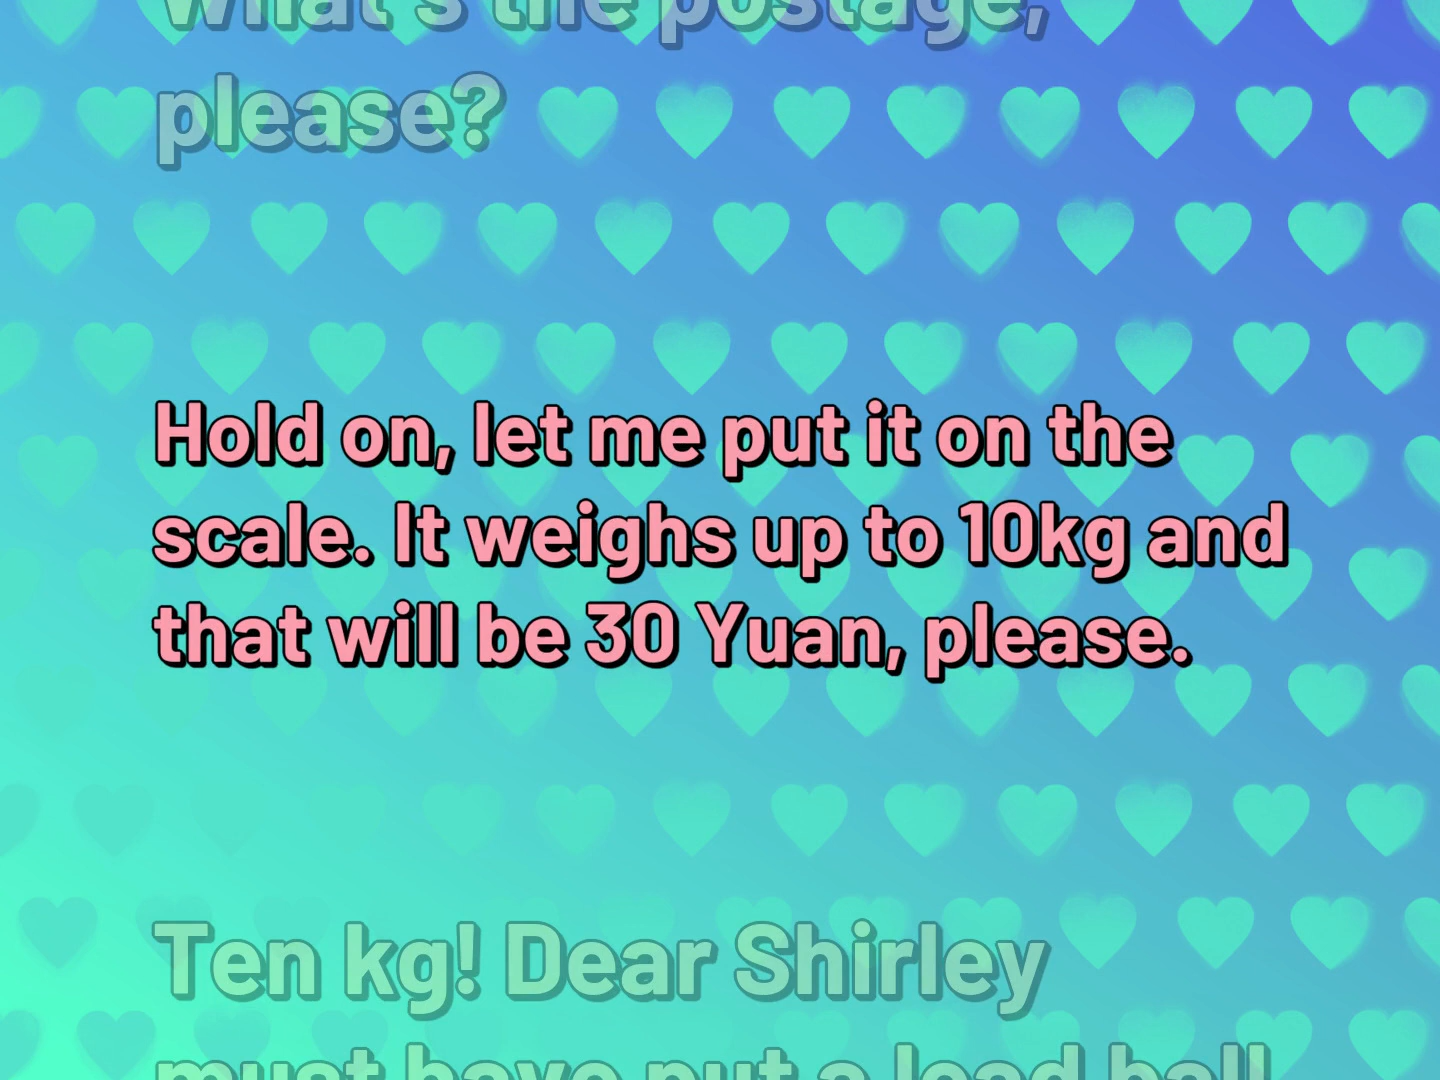 what's the postage,
please?
Hold on, let me put it on the
scale. It weighs up to 10kg and
that will be 30 Yuan, please.
Ten kg! Dear Shirley
must have put a lead ball